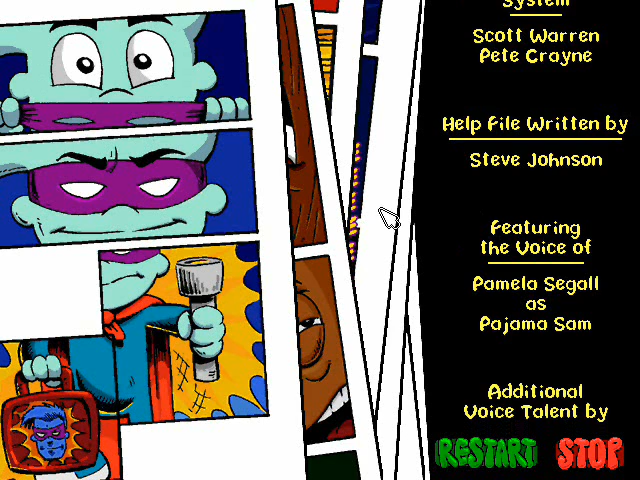 System
Scott Warren
Pete Crayne
Help File Written by
Steve Johnson
Featuring
the Voice of
Pamela Segall
as
Pajama Sam
Additional
Voice Talent by
RESTART STOP